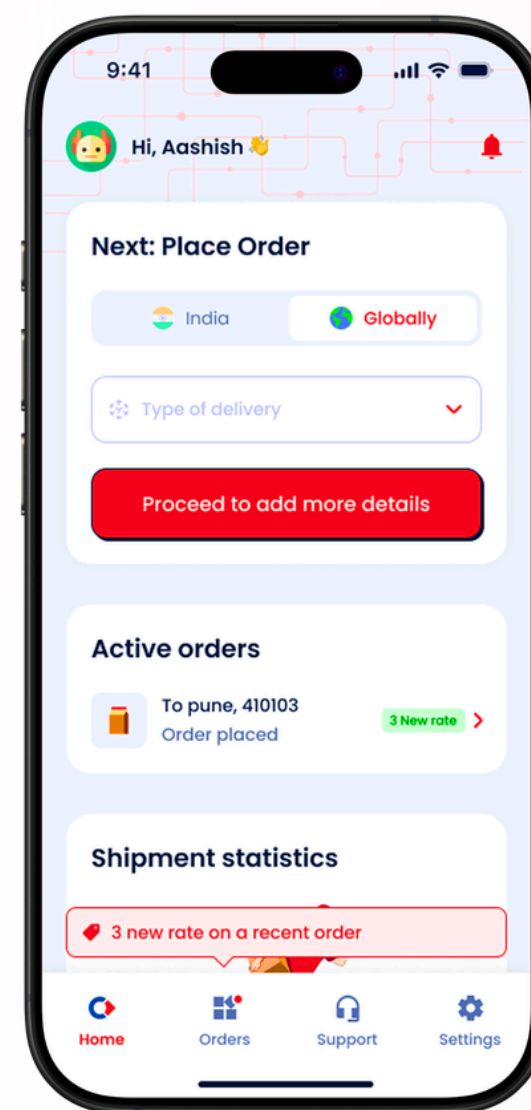 9:41
Hi, Aashish 👋
Next: Place Order
India
Globally
Type of delivery
Proceed to add more details
Active orders
To pune, 410103
Order placed
3 New rate
Shipment statistics
3 new rate on a recent order
Home
Orders
Support
Settings